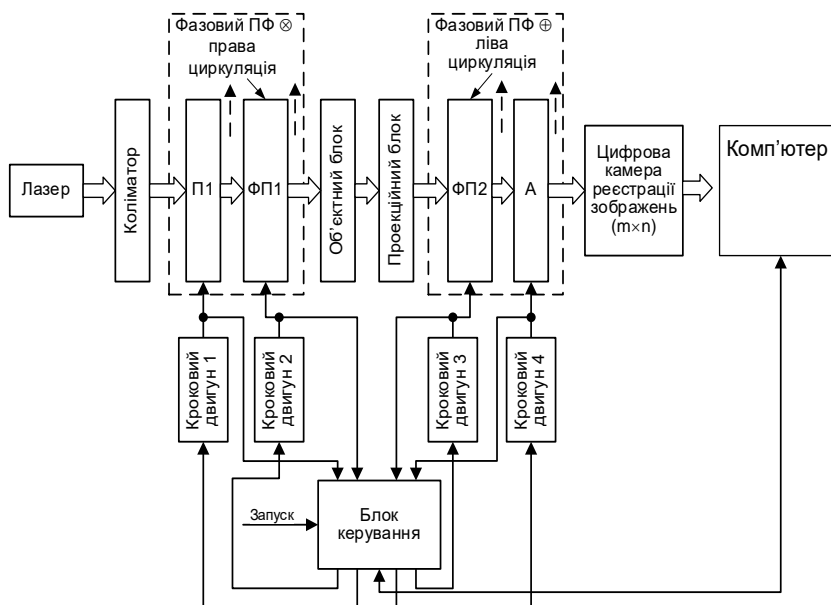 Фазовий ПФ ⊗
права
циркуляція
Фазовий ПФ ⊕
ліва
циркуляція
Лазер
Коліматор
П1
ФП1
Об’єктний блок
Проекційний блок
ФП2
А
Цифрова
камера
реєстрації
зображень
(m×n)
Комп’ютер
Кроковий
двигун 1
Кроковий
двигун 2
Кроковий
двигун 3
Кроковий
двигун 4
Запуск
Блок
керування